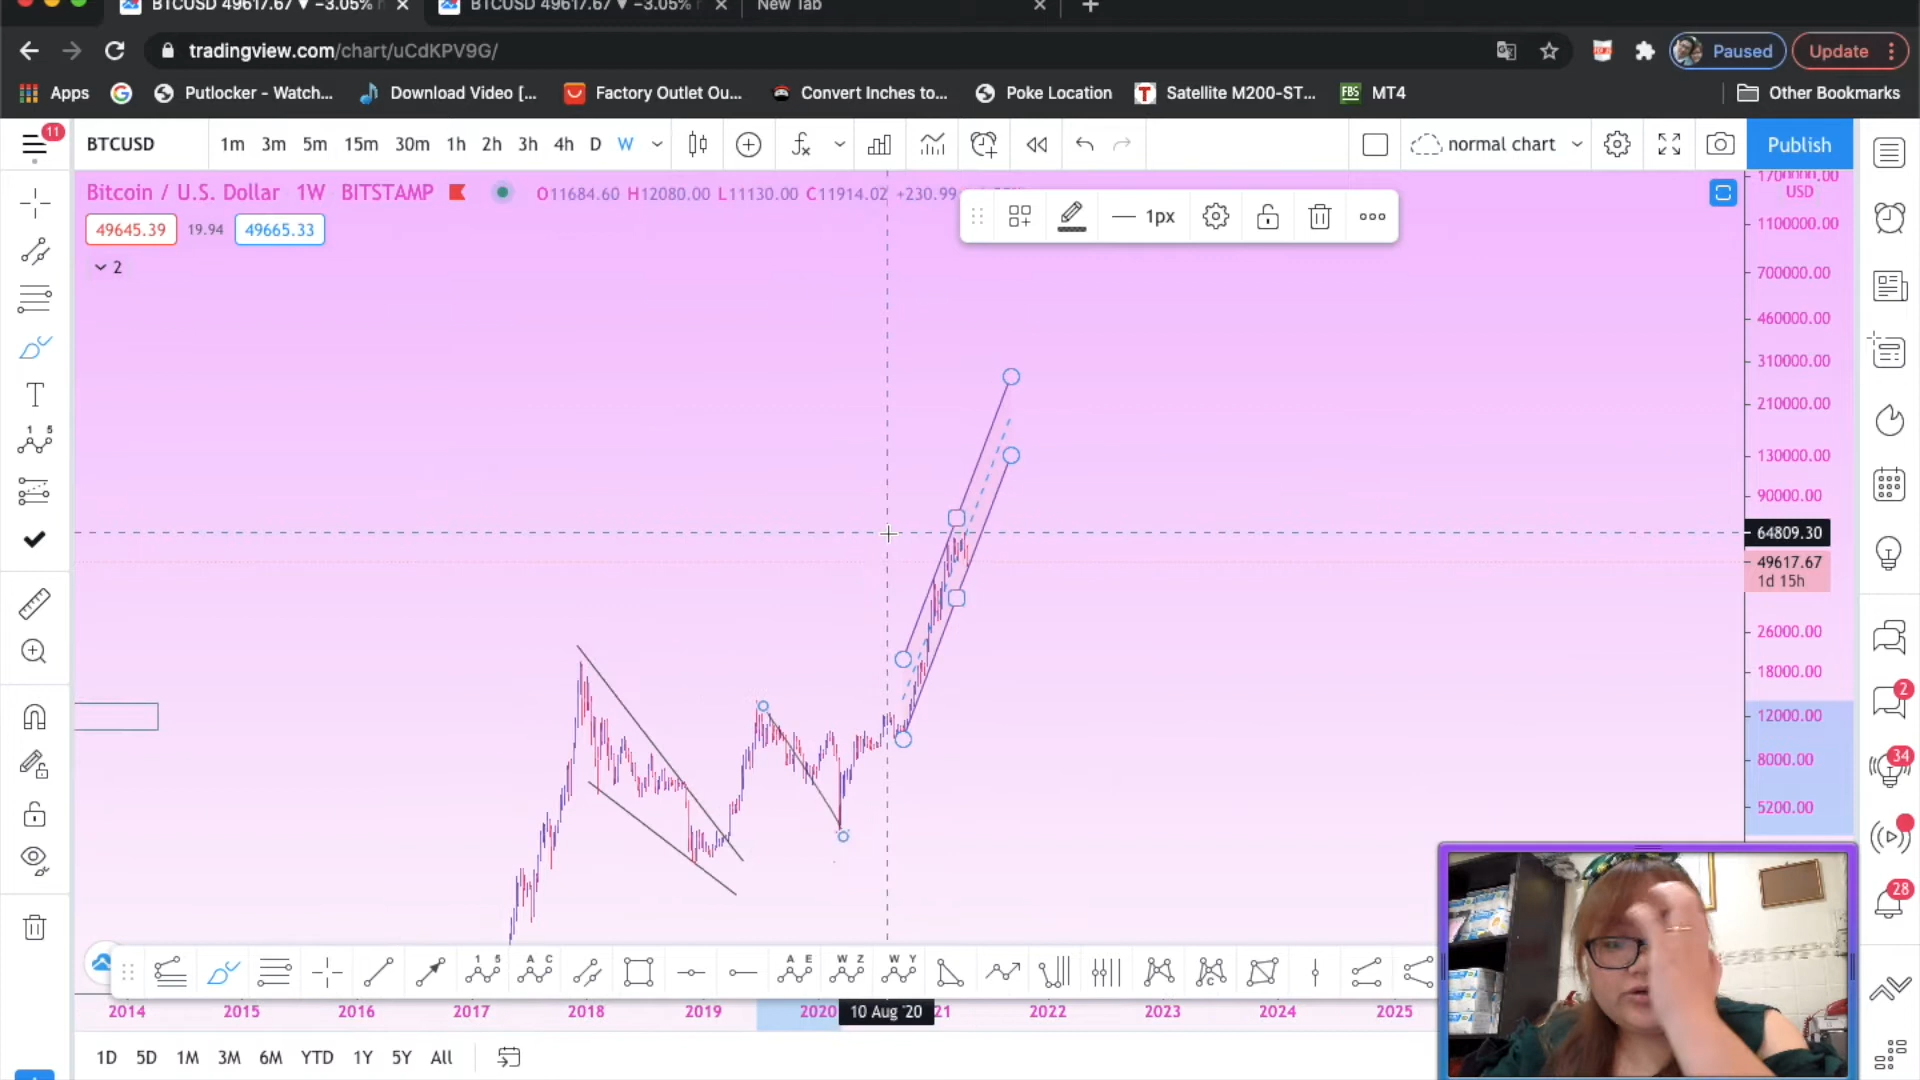 BTCUSD 49617.67 ▼ −3.05% BTCUSD 49617.67 ▼ −3.05% New Tab
tradingview.com/chart/uCdKPV9G/ Paused Update
Apps Putlocker - Watch... Download Video [... Factory Outlet Ou... Convert Inches to... Poke Location Satellite M200-ST... FBS MT4 Other Bookmarks
11 BTCUSD 1m 3m 5m 15m 30m 1h 2h 3h 4h D W normal chart Publish
Bitcoin / U.S. Dollar 1W BITSTAMP O11684.60 H12080.00 L11130.00 C11914.02 +230.99
USD
1px
49645.39 19.94 49665.33
2
1100000.00
700000.00
460000.00
310000.00
210000.00
130000.00
90000.00
64809.30
49617.67
1d 15h
26000.00
18000.00
12000.00
8000.00
5200.00
2
34
28
T
1 5
1 5 A C A E W Z W Y C
2014 2015 2016 2017 2018 2019 2020 10 Aug '20 21 2022 2023 2024 2025
1D 5D 1M 3M 6M YTD 1Y 5Y All